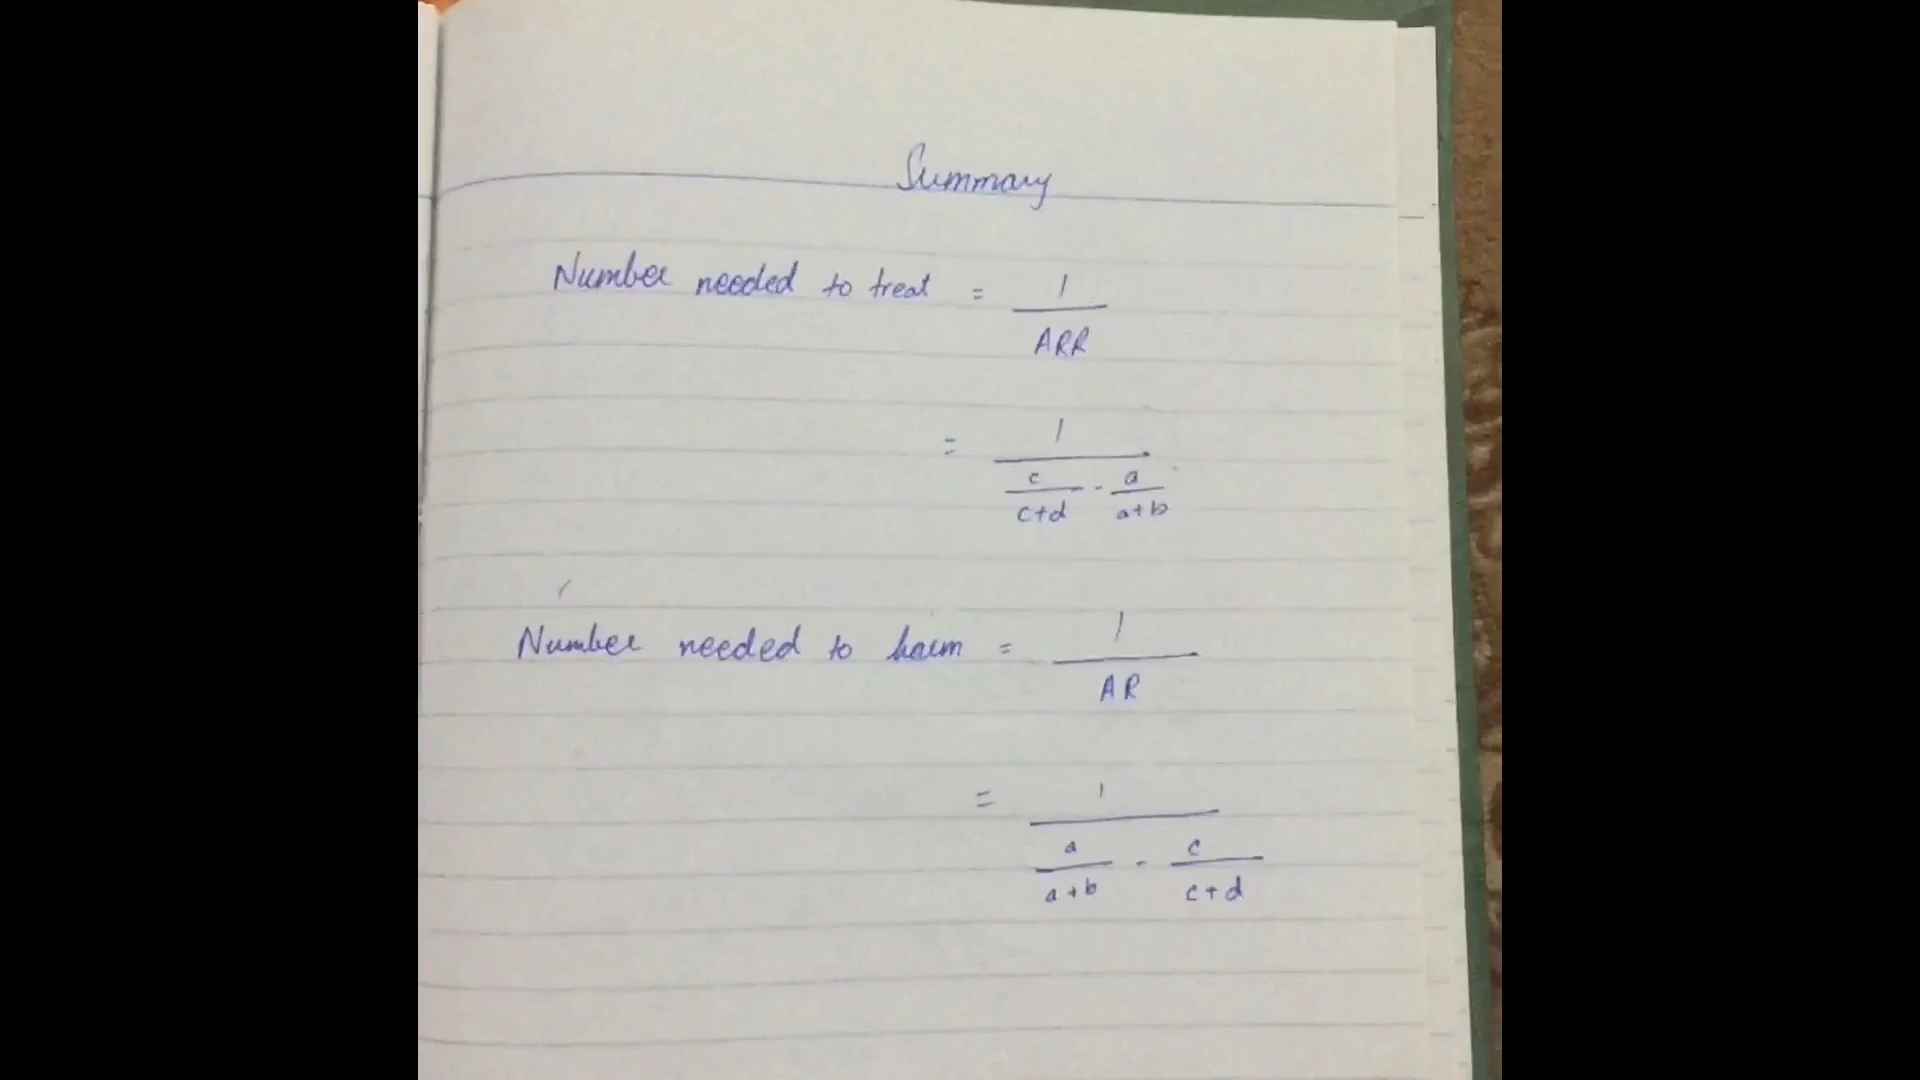 Summary
Number needed to treat = 1
ARR
= 1
c - a
c+d a+b
Number needed to harm = 1
AR
= 1
a - c
a+b c+d